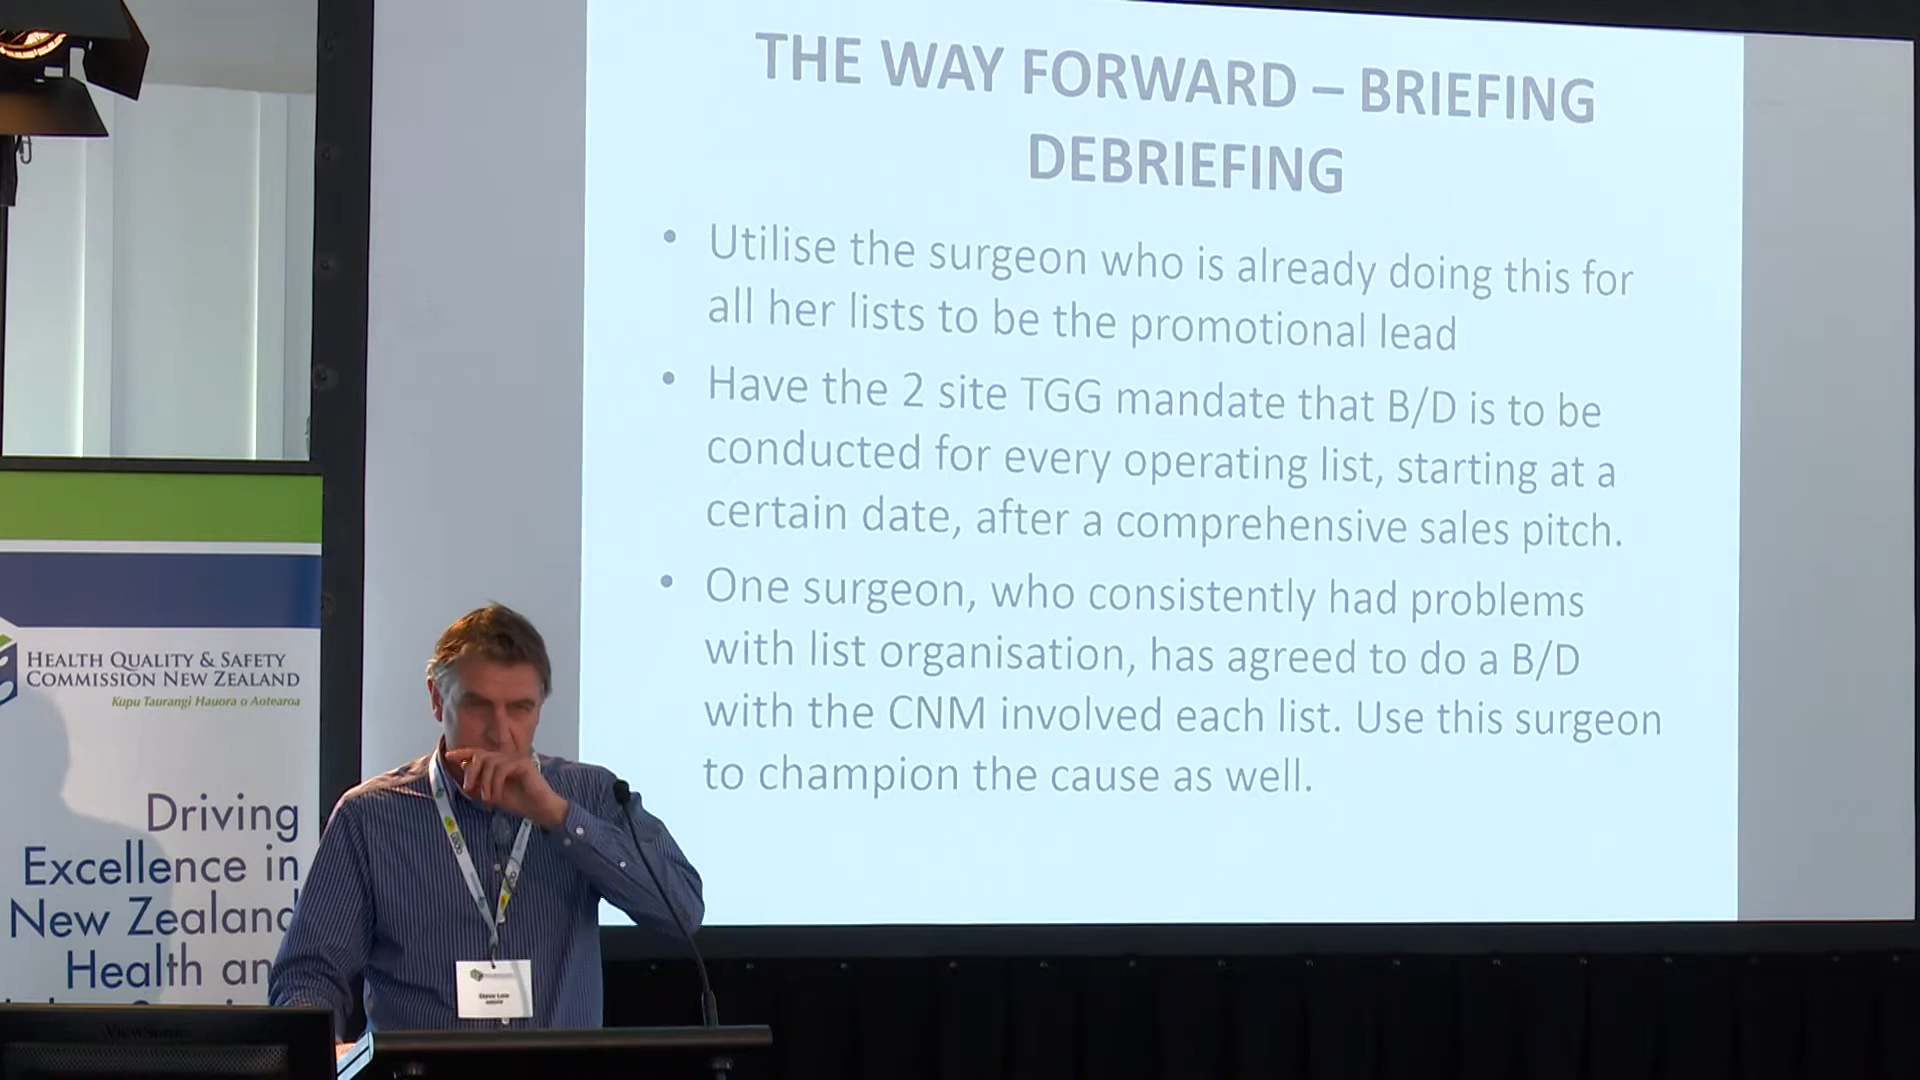 THE WAY FORWARD – BRIEFING
DEBRIEFING
• Utilise the surgeon who is already doing this for
all her lists to be the promotional lead
• Have the 2 site TGG mandate that B/D is to be
conducted for every operating list, starting at a
certain date, after a comprehensive sales pitch.
• One surgeon, who consistently had problems
with list organisation, has agreed to do a B/D
with the CNM involved each list. Use this surgeon
to champion the cause as well.
HEALTH QUALITY & SAFETY
COMMISSION NEW ZEALAND
Kupu Taurangi Hauora o Aotearoa
Driving
Excellence in
New Zealand
Health an
ViewSonic